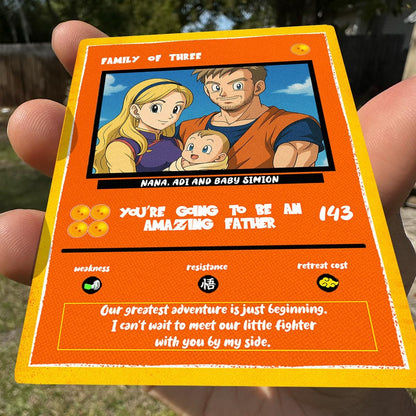 FAMILY OF THREE
NANA, ADI AND BABY SIMION
YOU'RE GOING TO BE AN
AMAZING FATHER
143
weakness
resistance
retreat cost
悟
Our greatest adventure is just beginning.
I can't wait to meet our little fighter
with you by my side.